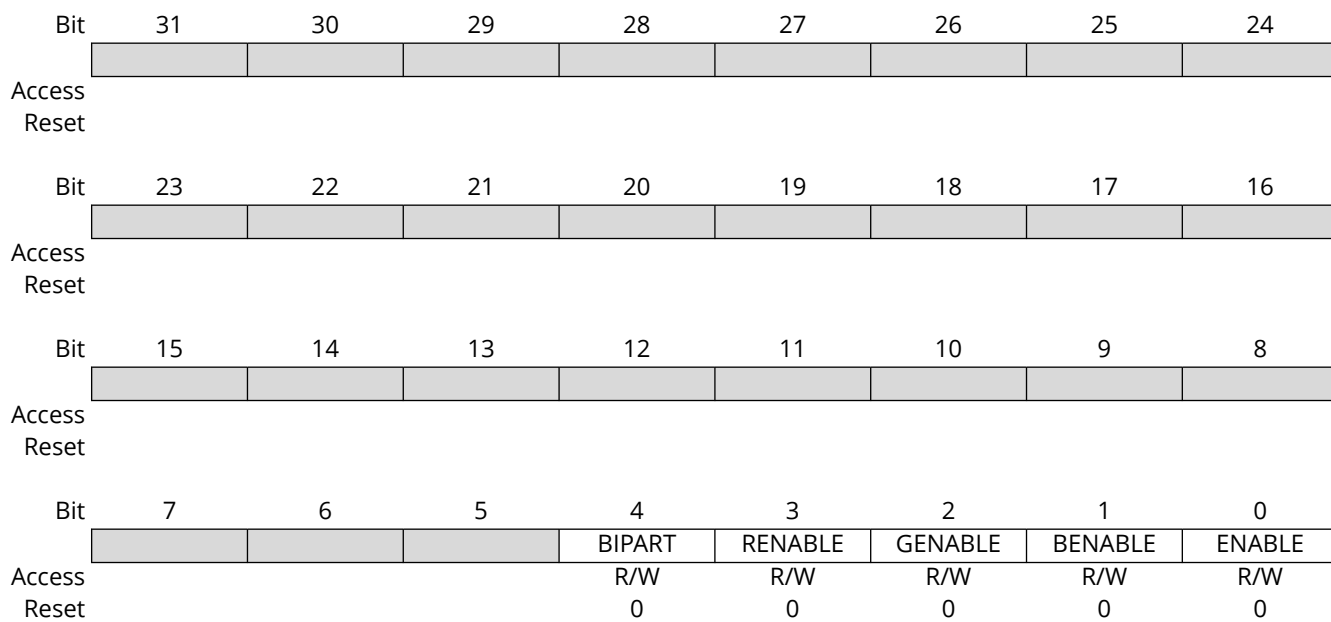 Bit 31 30 29 28 27 26 25 24
Access
Reset
Bit 23 22 21 20 19 18 17 16
Access
Reset
Bit 15 14 13 12 11 10 9 8
Access
Reset
Bit 7 6 5 4 3 2 1 0
BIPART RENABLE GENABLE BENABLE ENABLE
Access R/W R/W R/W R/W R/W
Reset 0 0 0 0 0